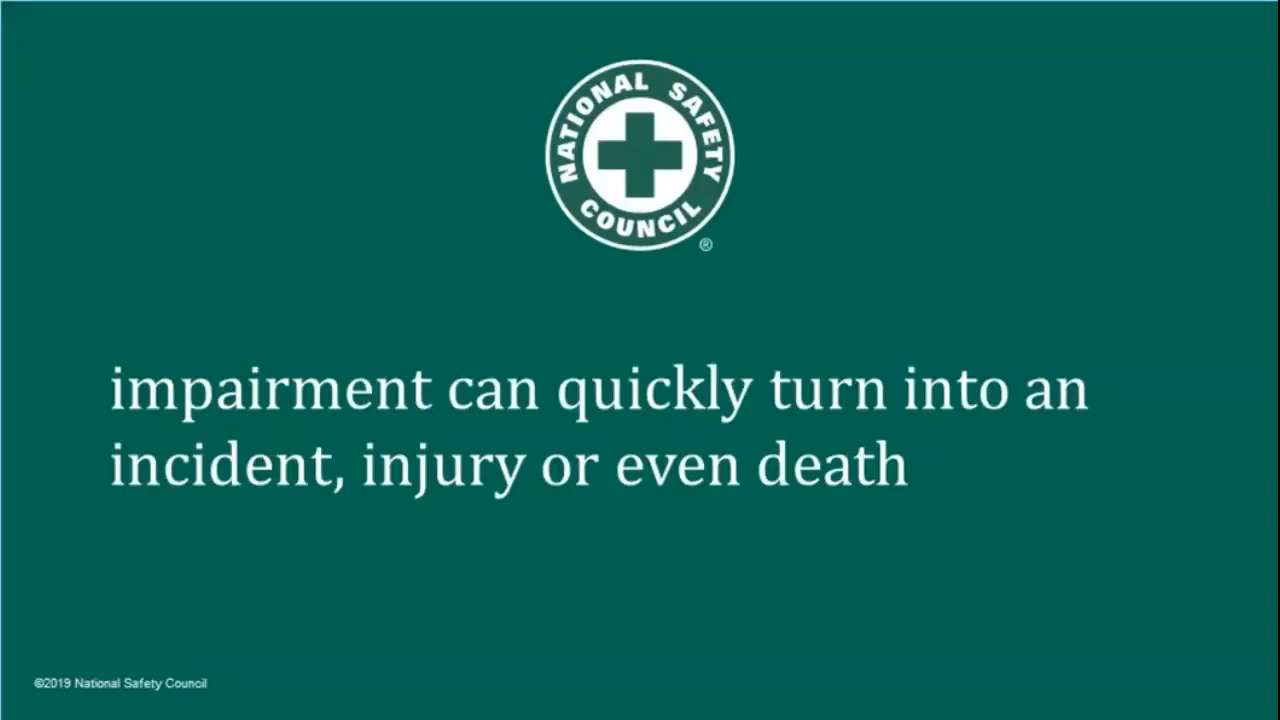 NATIONAL SAFETY
COUNCIL
®
impairment can quickly turn into an
incident, injury or even death
©2019 National Safety Council